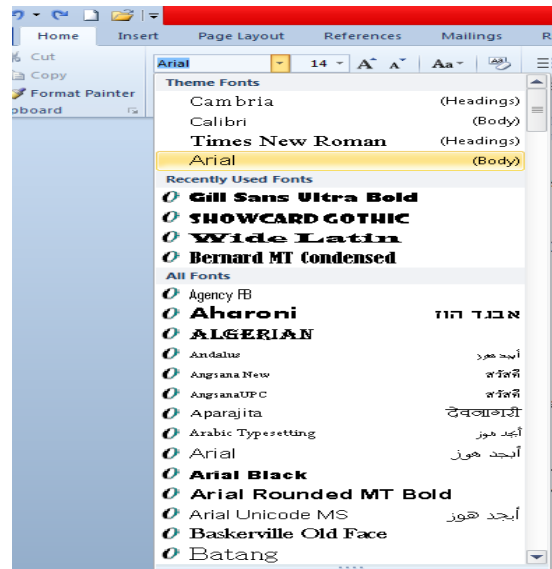 Home Insert Page Layout References Mailings R
Cut
Copy
Format Painter
pboard
Arial 14 A A Aa
Theme Fonts
Cambria (Headings)
Calibri (Body)
Times New Roman (Headings)
Arial (Body)
Recently Used Fonts
Gill Sans Ultra Bold
SHOWCARD GOTHIC
Wide Latin
Bernard MT Condensed
All Fonts
Agency FB
Aharoni אבגד הוז
ALGERIAN
Andalus أبجد هوز
Angsana New สวัสดี
AngsanaUPC สวัสดี
Aparajita देवनागरी
Arabic Typesetting أبجد هوز
Arial أبجد هوز
Arial Black
Arial Rounded MT Bold
Arial Unicode MS أبجد هوز
Baskerville Old Face
Batang